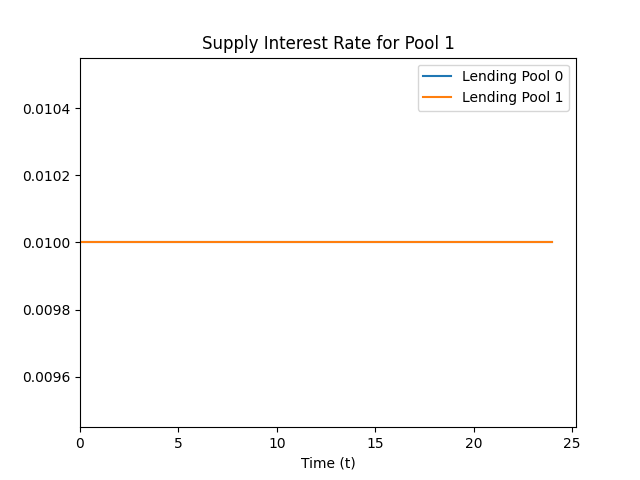 Supply Interest Rate for Pool 1
Lending Pool 0
Lending Pool 1
0.0104
0.0102
0.0100
0.0098
0.0096
0 5 10 15 20 25
Time (t)